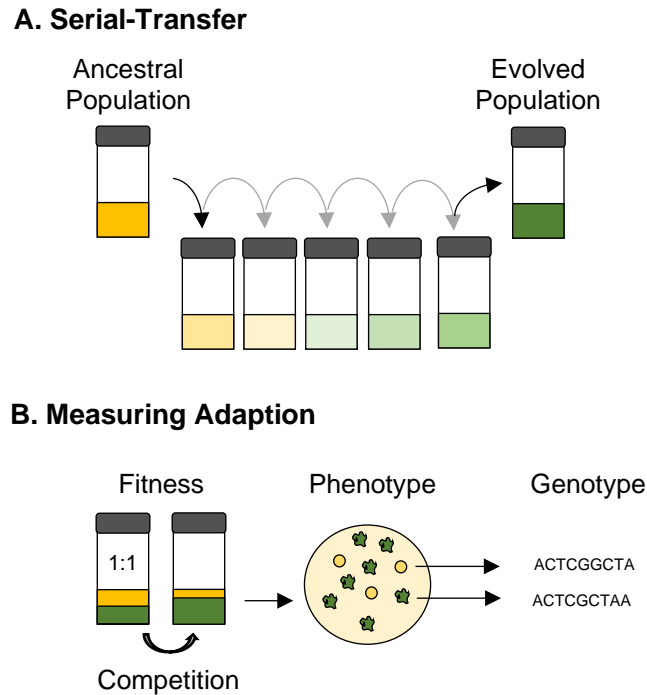 A. Serial-Transfer
Ancestral
Population
Evolved
Population
B. Measuring Adaption
Fitness
Phenotype
Genotype
1:1
ACTCGGCTA
ACTCGCTAA
Competition